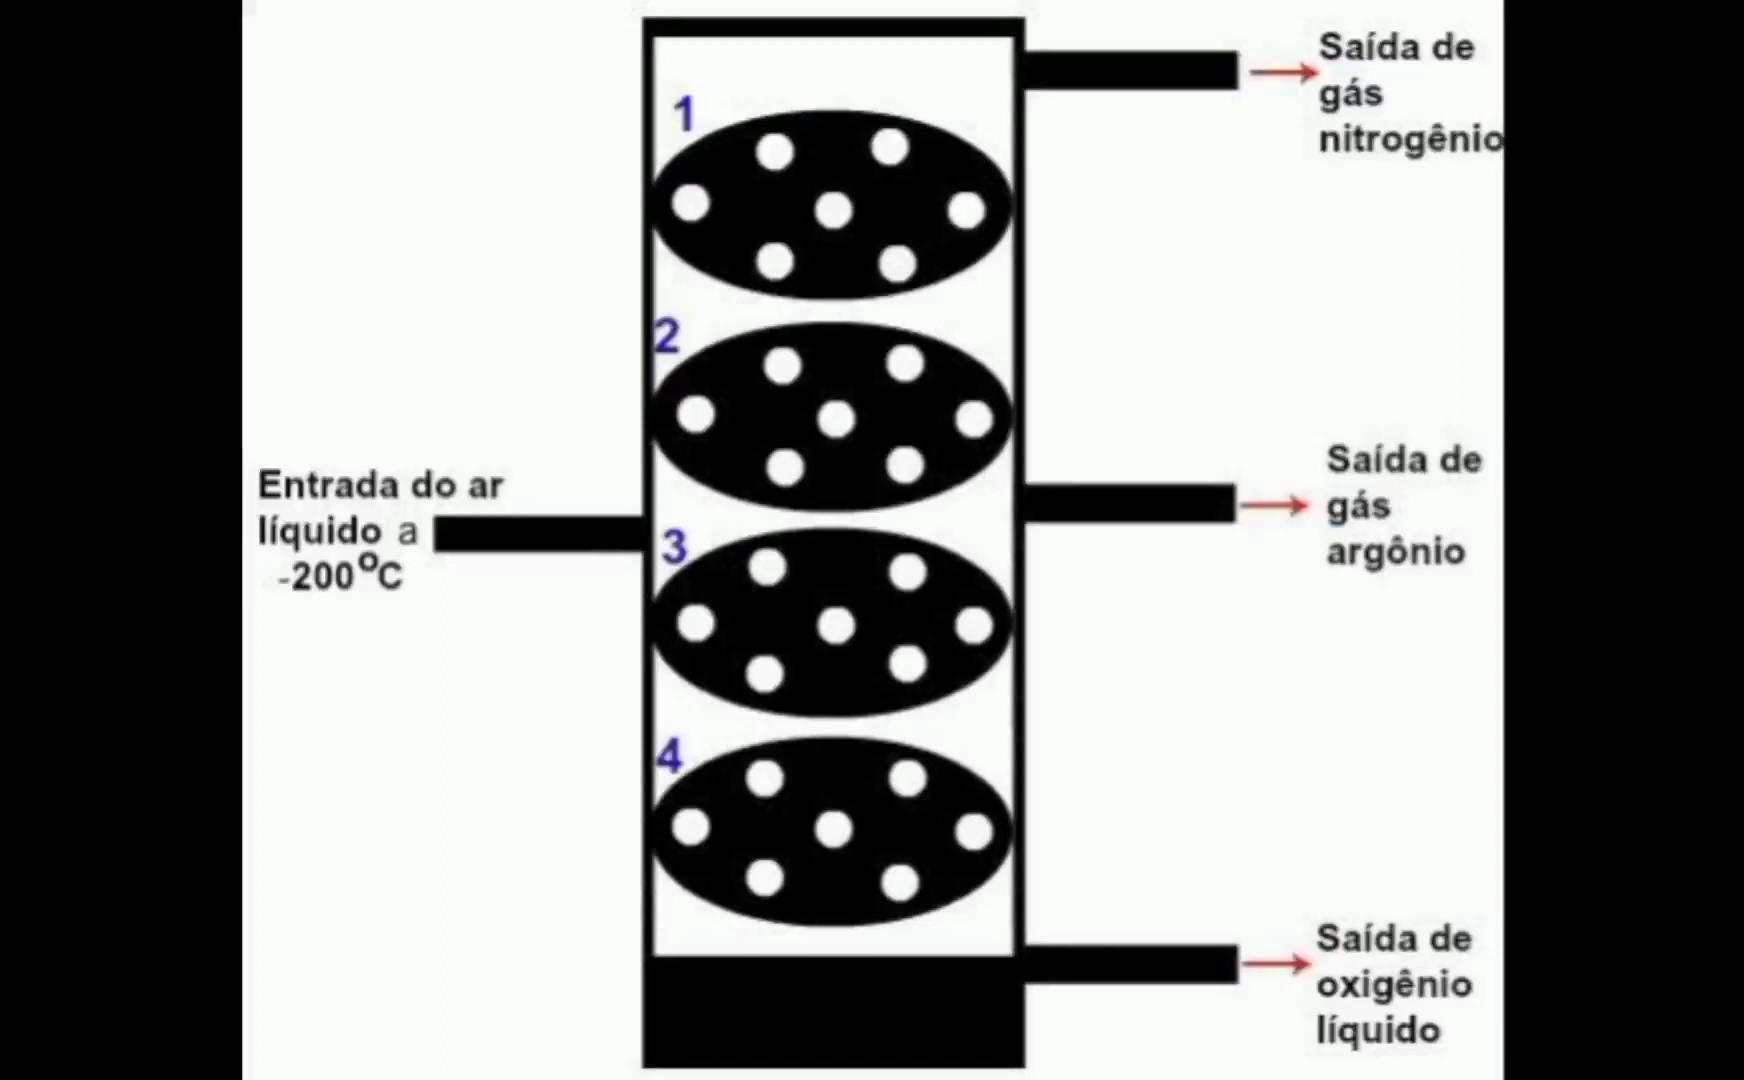 Saída de
gás
nitrogênio
1
2
Entrada do ar
líquido a
-200ºC
Saída de
gás
argônio
3
4
Saída de
oxigênio
líquido